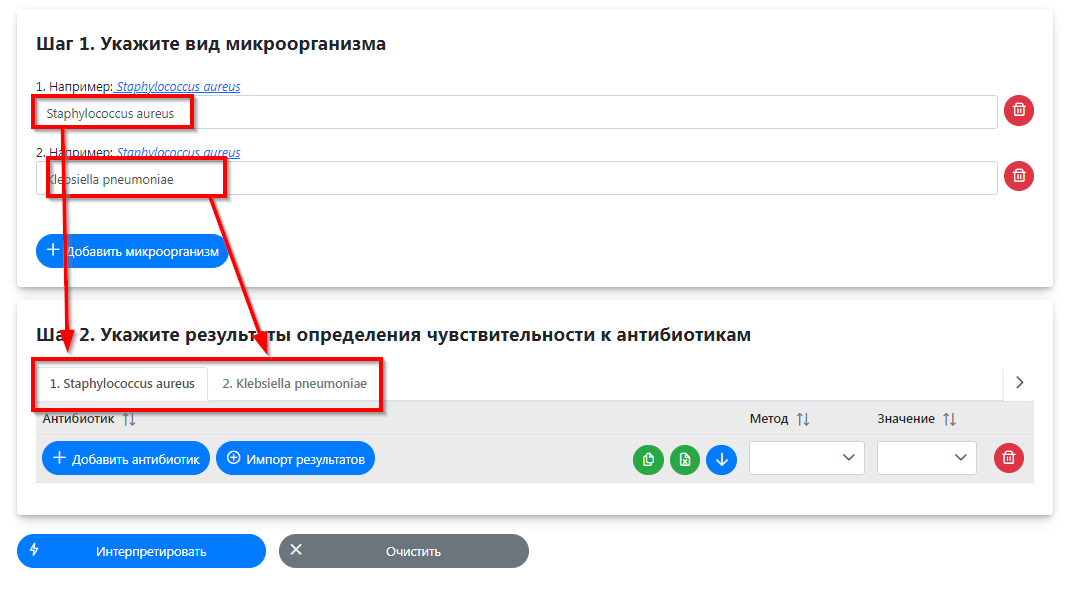 Шаг 1. Укажите вид микроорганизма
1. Например: Staphylococcus aureus
Staphylococcus aureus
2. Например: Staphylococcus aureus
Klebsiella pneumoniae
Добавить микроорганизм
Шаг 2. Укажите результаты определения чувствительности к антибиотикам
1. Staphylococcus aureus 2. Klebsiella pneumoniae
Антибиотик Метод Значение
Добавить антибиотик Импорт результатов
Интерпретировать Очистить